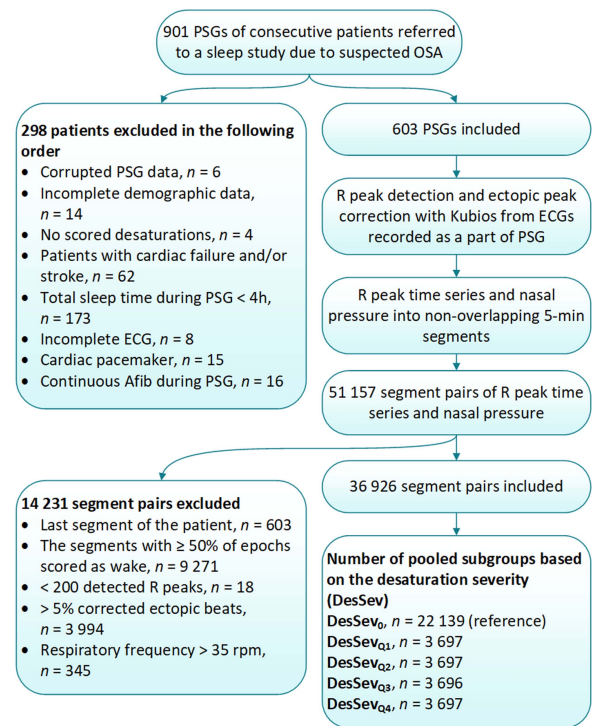 901 PSGs of consecutive patients referred
to a sleep study due to suspected OSA
298 patients excluded in the following
order
• Corrupted PSG data, n = 6
• Incomplete demographic data,
n = 14
• No scored desaturations, n = 4
• Patients with cardiac failure and/or
stroke, n = 62
• Total sleep time during PSG < 4h,
n = 173
• Incomplete ECG, n = 8
• Cardiac pacemaker, n = 15
• Continuous Afib during PSG, n = 16
603 PSGs included
R peak detection and ectopic peak
correction with Kubios from ECGs
recorded as a part of PSG
R peak time series and nasal
pressure into non-overlapping 5-min
segments
51 157 segment pairs of R peak time
series and nasal pressure
14 231 segment pairs excluded
• Last segment of the patient, n = 603
• The segments with ≥ 50% of epochs
scored as wake, n = 9 271
• < 200 detected R peaks, n = 18
• > 5% corrected ectopic beats,
n = 3 994
• Respiratory frequency > 35 rpm,
n = 345
36 926 segment pairs included
Number of pooled subgroups based
on the desaturation severity
(DesSev)
DesSev0, n = 22 139 (reference)
DesSevQ1, n = 3 697
DesSevQ2, n = 3 697
DesSevQ3, n = 3 696
DesSevQ4, n = 3 697